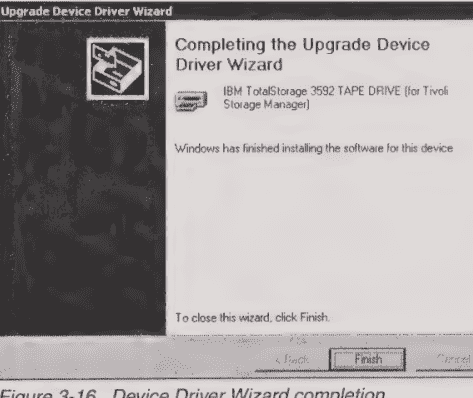 Upgrade Device Driver Wizard
Completing the Upgrade Device
Driver Wizard
IBM TotalStorage 3592 TAPE DRIVE (for Tivoli
Storage Manager)
Windows has finished installing the software for this device
To close this wizard, click Finish.
< Back
Finish
Cancel
Figure 3-16 Device Driver Wizard completion